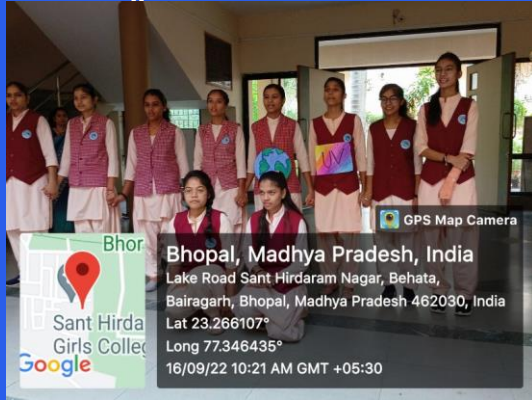 UV
GPS Map Camera
Bhor
Sant Hirda
Girls Colleg
Google
Bhopal, Madhya Pradesh, India
Lake Road Sant Hirdaram Nagar, Behata,
Bairagarh, Bhopal, Madhya Pradesh 462030, India
Lat 23.266107°
Long 77.346435°
16/09/22 10:21 AM GMT +05:30